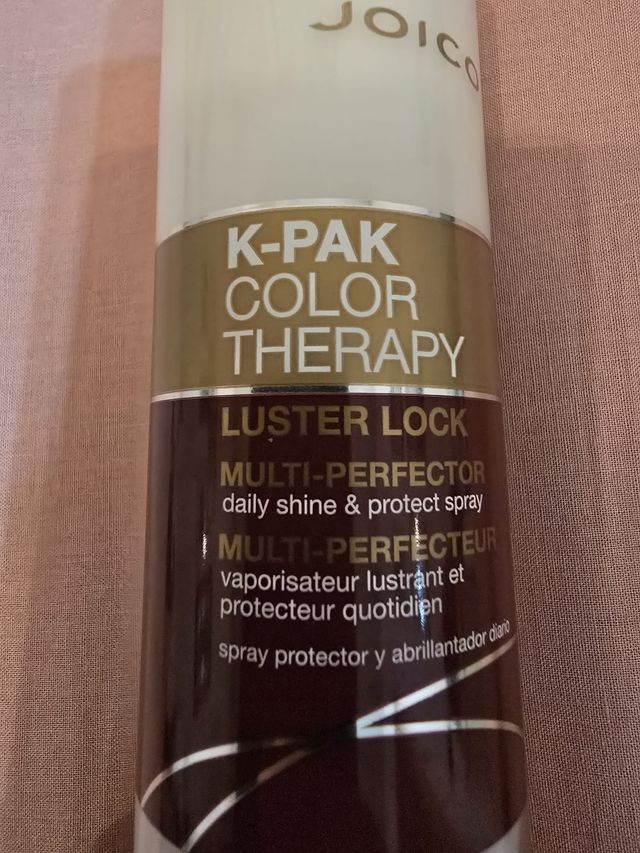 JOICO
K-PAK
COLOR
THERAPY
LUSTER LOCK
MULTI-PERFECTOR
daily shine & protect spray
MULTI-PERFECTEUR
vaporisateur lustrant et
protecteur quotidien
spray protector y abrillantador diario